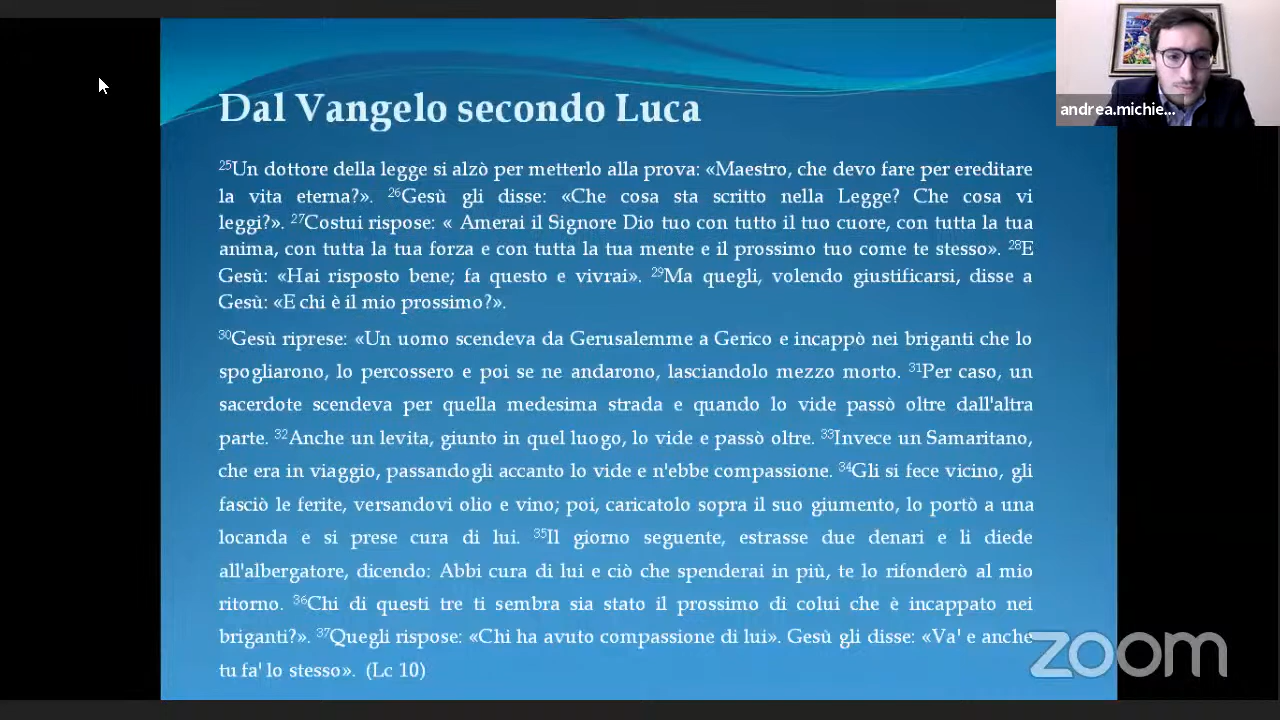 Dal Vangelo secondo Luca
andrea.michie...
25Un dottore della legge si alzò per metterlo alla prova: «Maestro, che devo fare per ereditare
la vita eterna?». 26Gesù gli disse: «Che cosa sta scritto nella Legge? Che cosa vi
leggi?». 27Costui rispose: « Amerai il Signore Dio tuo con tutto il tuo cuore, con tutta la tua
anima, con tutta la tua forza e con tutta la tua mente e il prossimo tuo come te stesso». 28E
Gesù: «Hai risposto bene; fa questo e vivrai». 29Ma quegli, volendo giustificarsi, disse a
Gesù: «E chi è il mio prossimo?».
30Gesù riprese: «Un uomo scendeva da Gerusalemme a Gerico e incappò nei briganti che lo
spogliarono, lo percossero e poi se ne andarono, lasciandolo mezzo morto. 31Per caso, un
sacerdote scendeva per quella medesima strada e quando lo vide passò oltre dall'altra
parte. 32Anche un levita, giunto in quel luogo, lo vide e passò oltre. 33Invece un Samaritano,
che era in viaggio, passandogli accanto lo vide e n'ebbe compassione. 34Gli si fece vicino, gli
fasciò le ferite, versandovi olio e vino; poi, caricatolo sopra il suo giumento, lo portò a una
locanda e si prese cura di lui. 35Il giorno seguente, estrasse due denari e li diede
all'albergatore, dicendo: Abbi cura di lui e ciò che spenderai in più, te lo rifonderò al mio
ritorno. 36Chi di questi tre ti sembra sia stato il prossimo di colui che è incappato nei
briganti?». 37Quegli rispose: «Chi ha avuto compassione di lui». Gesù gli disse: «Va' e anche
tu fa' lo stesso». (Lc 10)
zoom